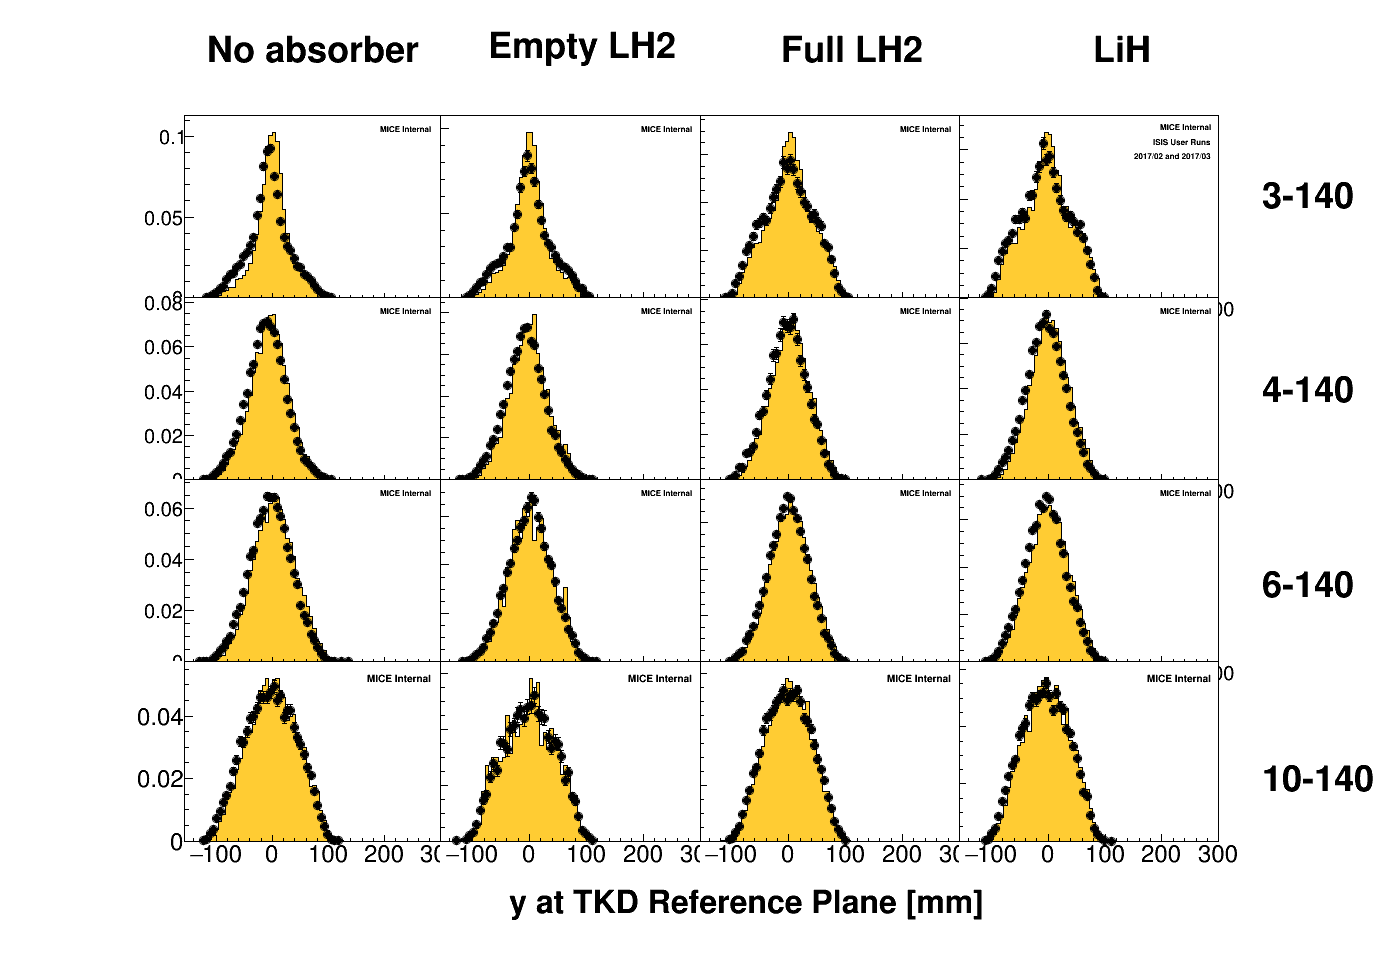 No absorber Empty LH2 Full LH2 LiH
MICE Internal MICE Internal MICE Internal MICE Internal
ISIS User Runs
2017/02 and 2017/03
0.1
0.05
3-140
0.08
MICE Internal MICE Internal MICE Internal MICE Internal
0.06
0.04
0.02
4-140
MICE Internal MICE Internal MICE Internal MICE Internal
0.06
0.04
0.02
6-140
MICE Internal MICE Internal MICE Internal MICE Internal
0.04
0.02
0
10-140
−100 0 100 200 −100 0 100 200 −100 0 100 200 −100 0 100 200 300
y at TKD Reference Plane [mm]